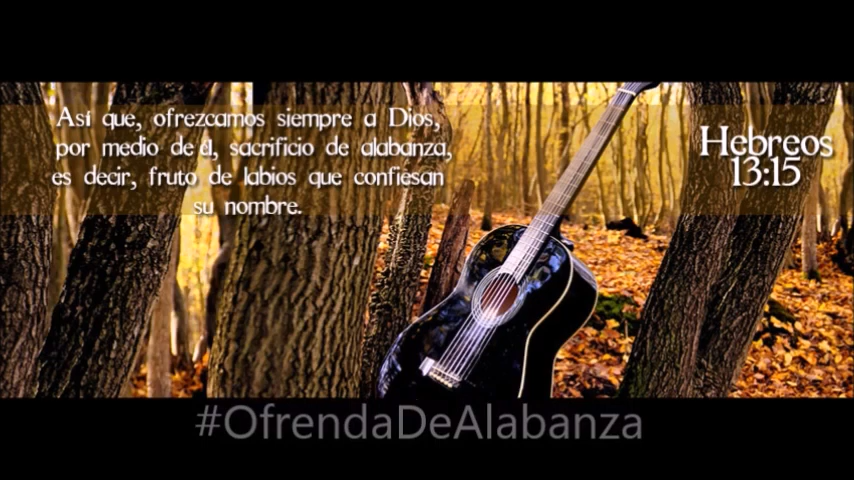 Así que, ofrezcamos siempre a Dios,
por medio de él, sacrificio de alabanza,
es decir, fruto de labios que confiesan
su nombre.
Hebreos
13:15
#OfrendaDeAlabanza